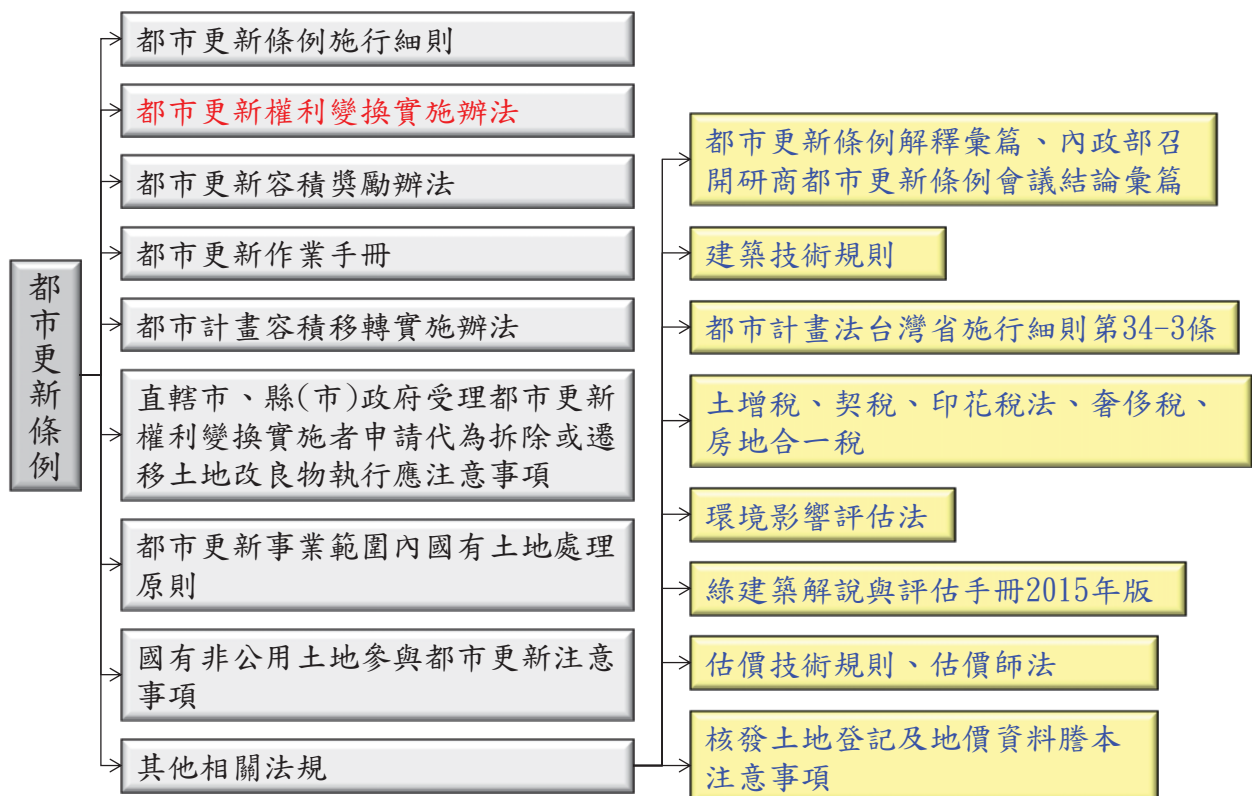 都市更新條例
都市更新條例施行細則
都市更新權利變換實施辦法
都市更新容積獎勵辦法
都市更新作業手冊
都市計畫容積移轉實施辦法
直轄市、縣(市)政府受理都市更新
權利變換實施者申請代為拆除或遷
移土地改良物執行應注意事項
都市更新事業範圍內國有土地處理
原則
國有非公用土地參與都市更新注意
事項
其他相關法規
都市更新條例解釋彙篇、內政部召
開研商都市更新條例會議結論彙篇
建築技術規則
都市計畫法台灣省施行細則第34-3條
土增稅、契稅、印花稅法、奢侈稅、
房地合一稅
環境影響評估法
綠建築解說與評估手冊2015年版
估價技術規則、估價師法
核發土地登記及地價資料謄本
注意事項